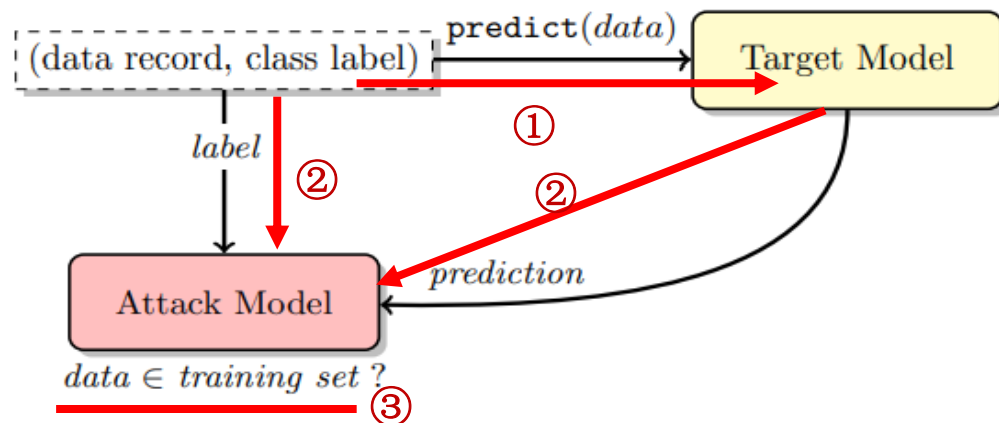 predict(data)
(data record, class label)
Target Model
①
label
②
②
prediction
Attack Model
data ∈ training set ?
③